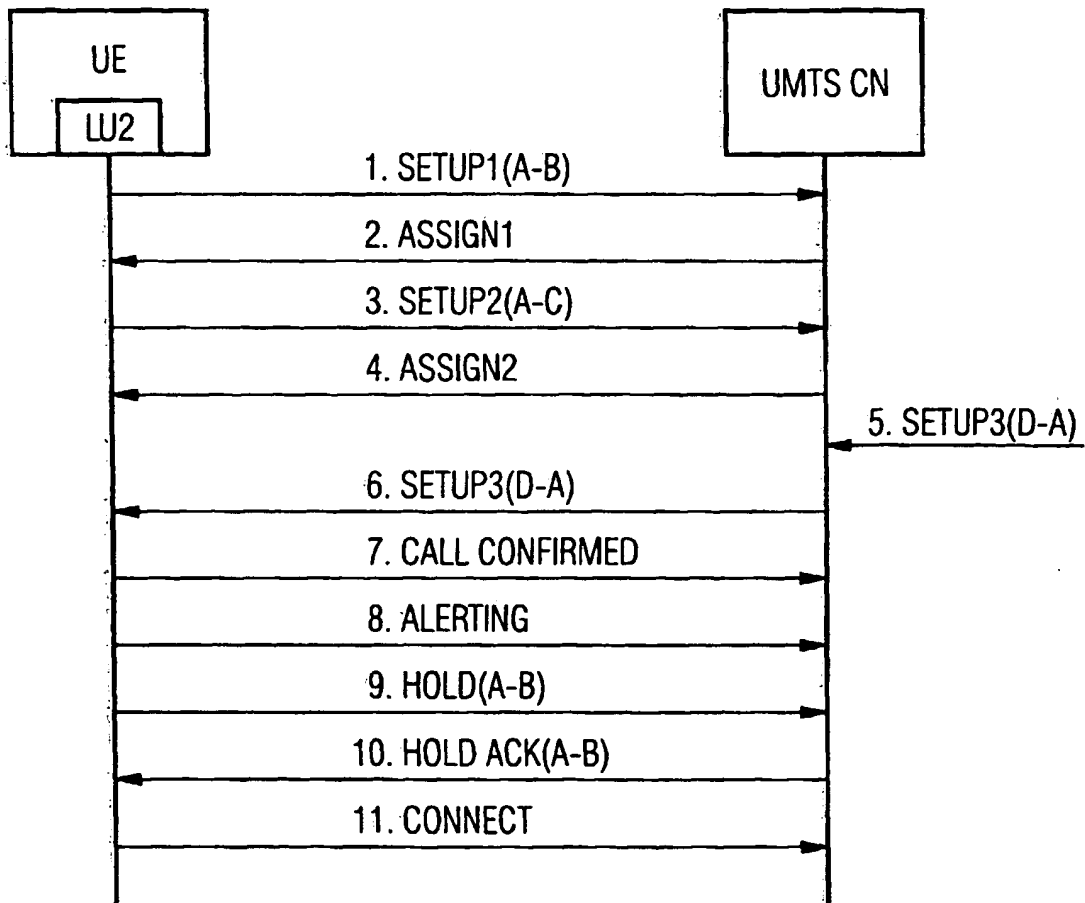 UE
LU2
UMTS CN
1. SETUP1(A-B)
2. ASSIGN1
3. SETUP2(A-C)
4. ASSIGN2
5. SETUP3(D-A)
6. SETUP3(D-A)
7. CALL CONFIRMED
8. ALERTING
9. HOLD(A-B)
10. HOLD ACK(A-B)
11. CONNECT